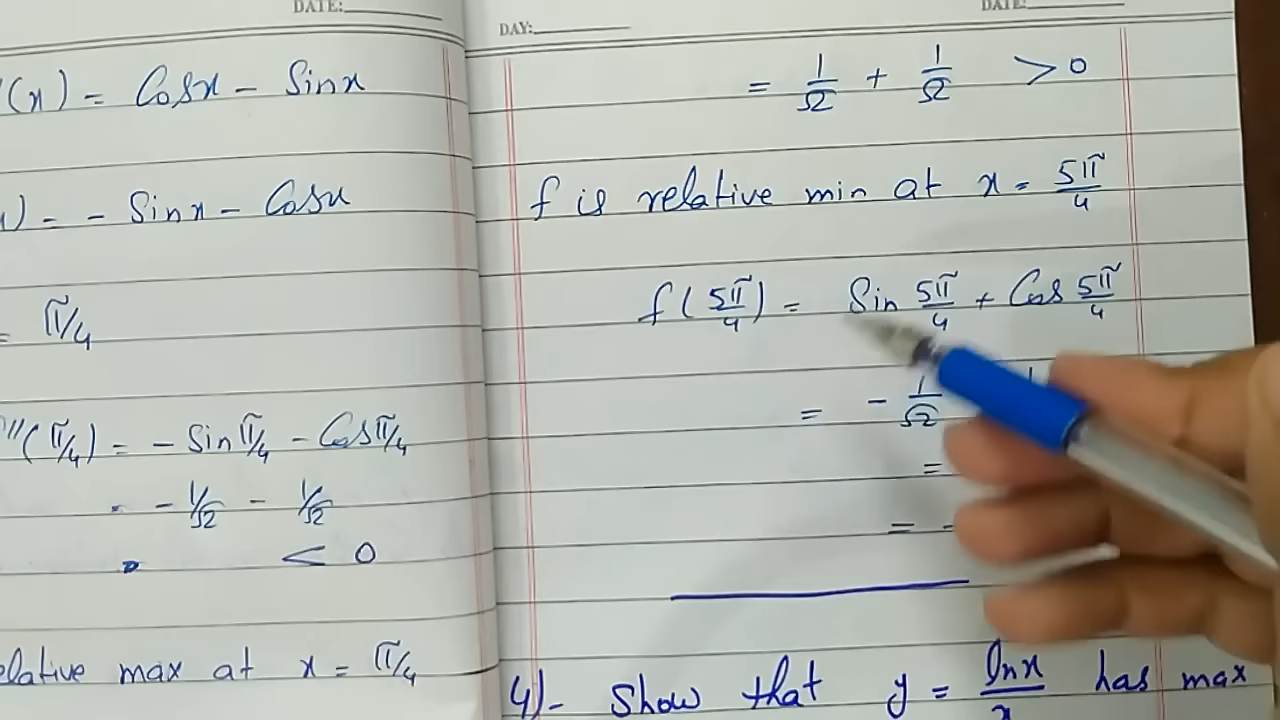 DATE:
'(x) = Cosx - Sinx
) = - Sinx - Cosx
= π/4
"(π/4) = - Sin π/4 - Cos π/4
= - 1/√2 - 1/√2
< 0
elative max at x = π/4
DAY: DATE:
= 1/√2 + 1/√2 > 0
f is relative min at x = 5π/4
f(5π/4) = Sin 5π/4 + Cos 5π/4
= - 1/√2
=
= -
4)- Show that y = lnx/x has max